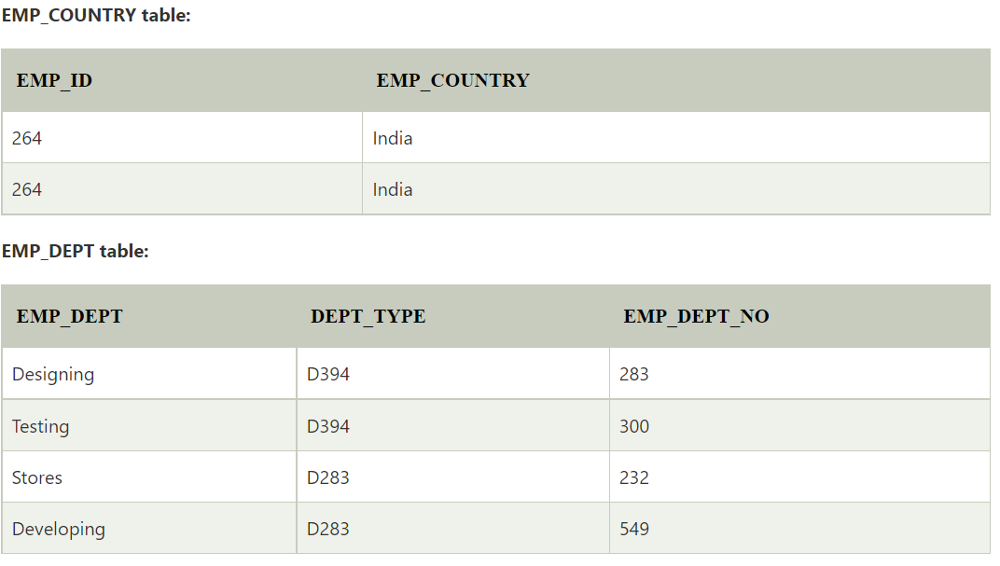 EMP_COUNTRY table:
EMP_ID EMP_COUNTRY
264 India
264 India
EMP_DEPT table:
EMP_DEPT DEPT_TYPE EMP_DEPT_NO
Designing D394 283
Testing D394 300
Stores D283 232
Developing D283 549